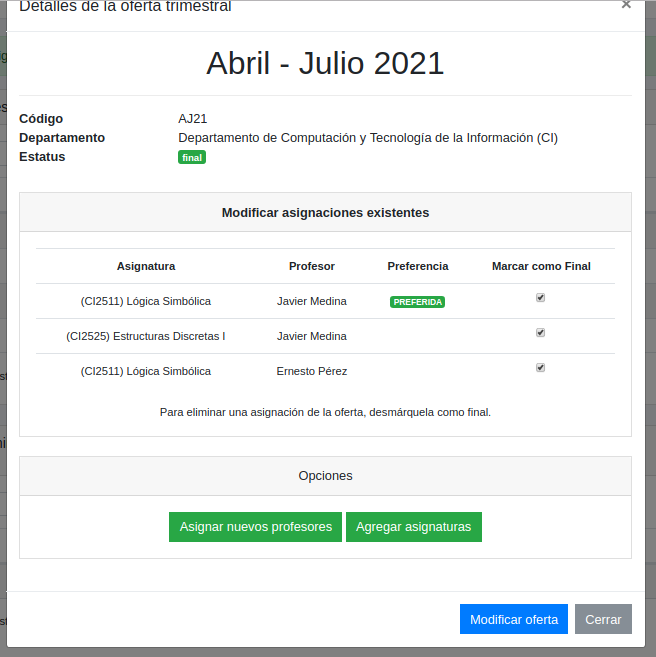 Detalles de la oferta trimestral ×
Abril - Julio 2021
Código AJ21
Departamento Departamento de Computación y Tecnología de la Información (CI)
Estatus final
Modificar asignaciones existentes
Asignatura Profesor Preferencia Marcar como Final
(CI2511) Lógica Simbólica Javier Medina PREFERIDA
(CI2525) Estructuras Discretas I Javier Medina
(CI2511) Lógica Simbólica Ernesto Pérez
Para eliminar una asignación de la oferta, desmárquela como final.
Opciones
Asignar nuevos profesores Agregar asignaturas
Modificar oferta Cerrar